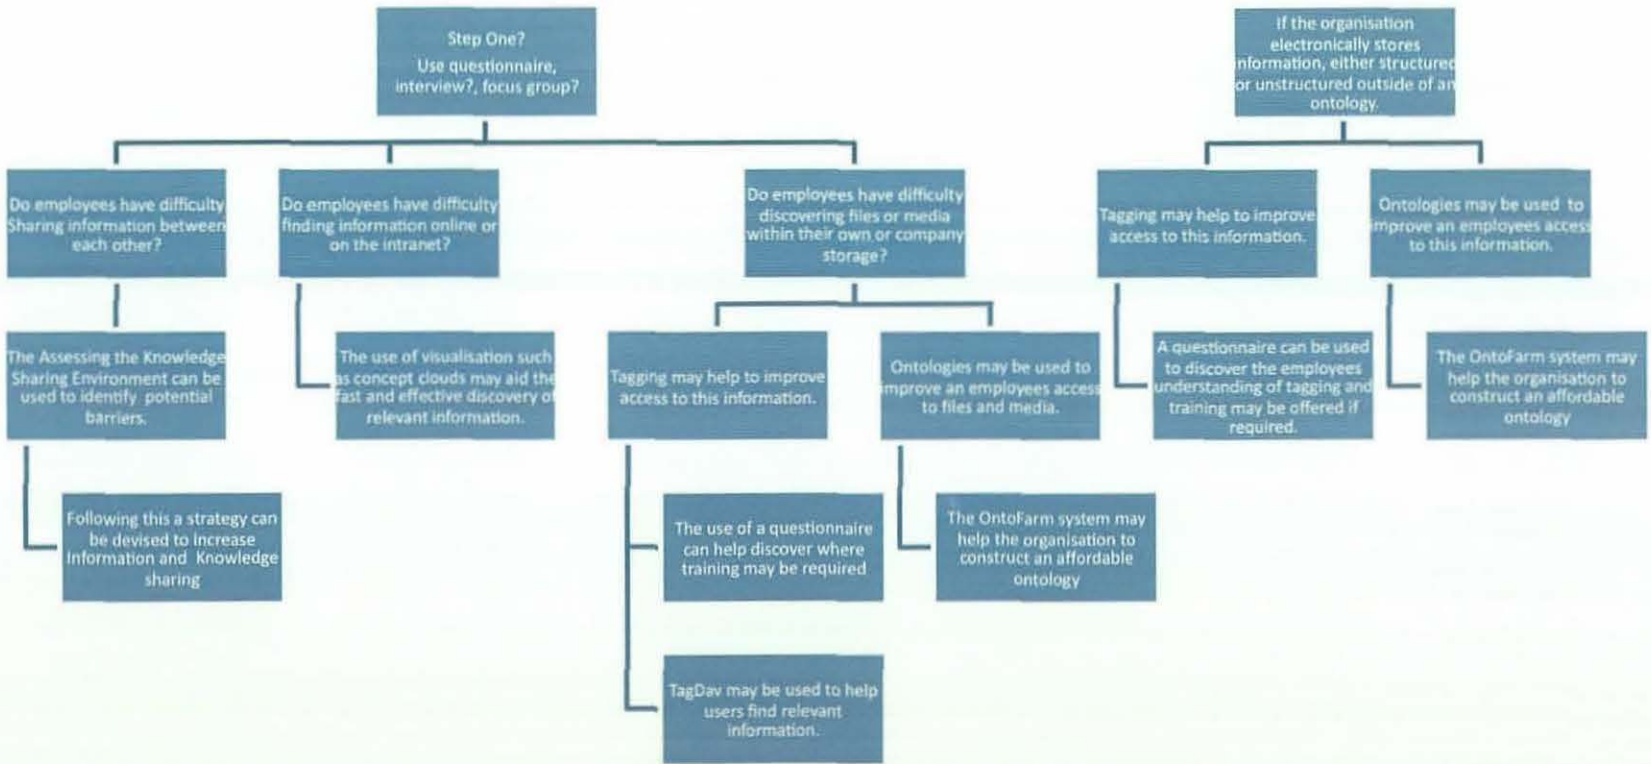 Step One?
Use questionnaire,
interview?, focus group?
If the organisation
electronically stores
information, either structured
or unstructured outside of an
ontology.
Do employees have difficulty
Sharing information between
each other?
Do employees have difficulty
finding information online or
on the intranet?
Do employees have difficulty
discovering files or media
within their own or company
storage?
Tagging may help to improve
access to this information.
Ontologies may be used to
improve an employees access
to this information.
The Assessing the Knowledge
Sharing Environment can be
used to identify potential
barriers.
The use of visualisation such
as concept clouds may aid the
fast and effective discovery of
relevant information.
Tagging may help to improve
access to this information.
Ontologies may be used to
improve an employees access
to files and media.
A questionnaire can be used
to discover the employees
understanding of tagging and
training may be offered if
required.
The OntoFarm system may
help the organisation to
construct an affordable
ontology
Following this a strategy can
be devised to increase
Information and Knowledge
sharing
The use of a questionnaire
can help discover where
training may be required
The OntoFarm system may
help the organisation to
construct an affordable
ontology
TagDav may be used to help
users find relevant
information.